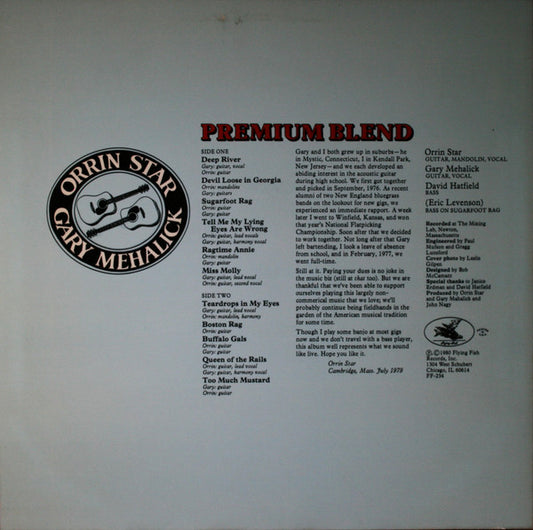 PREMIUM BLEND
ORRIN STAR
GARY MEHALICK
SIDE ONE
Deep River
Gary: guitar, vocal
Orrin: guitar
Devil Loose in Georgia
Orrin: mandolins
Gary: guitars
Sugarfoot Rag
Gary: guitar
Orrin: guitar
Tell Me My Lying
Eyes Are Wrong
Orrin: guitar, lead vocals
Gary: guitar, harmony vocal
Ragtime Annie
Orrin: mandolin
Gary: guitar
Miss Molly
Gary: guitar, lead vocal
Orrin: guitar, second vocal
SIDE TWO
Teardrops in My Eyes
Gary: guitar, lead vocal
Orrin: mandolin, harmony
Boston Rag
Orrin: guitar
Buffalo Gals
Orrin: guitar
Gary: guitar
Queen of the Rails
Orrin: guitar, lead vocal
Gary: guitar, harmony vocal
Too Much Mustard
Gary: guitar
Orrin: guitar
Gary and I both grew up in suburbs—he
in Mystic, Connecticut, I in Kendall Park,
New Jersey—and we each developed an
abiding interest in the acoustic guitar
during high school. We first got together
and picked in September, 1976. As recent
alumni of two New England bluegrass
bands on the lookout for new gigs, we
experienced an immediate rapport. A week
later I went to Winfield, Kansas, and won
that year's National Flatpicking
Championship. Soon after that we decided
to work together. Not long after that Gary
left bartending, I took a leave of absence
from school, and in February, 1977, we
went full-time.
Still at it. Paying your dues is no joke in
the music biz (still at that too). But we are
thankful that we've been able to support
ourselves playing this largely non-
commerical music that we love; we'll
probably continue being fieldhands in the
garden of the American musical tradition
for some time.
Though I play some banjo at most gigs
now and we don't travel with a bass player,
this album well represents what we sound
like live. Hope you like it.
Orrin Star
Cambridge, Mass. July 1979
Orrin Star
GUITAR, MANDOLIN, VOCAL
Gary Mehalick
GUITAR, VOCAL
David Hatfield
BASS
(Eric Levenson)
BASS ON SUGARFOOT RAG
Recorded at The Mixing
Lab, Newton,
Massachusetts
Engineered by Paul
and Gregg
Lunsford
Cover photo by Leslie
Designed by Bob
McCamant
Special thanks to Janice
Erdman and David Hatfield
Produced by Orrin Star
and Gary Mehalick and
John Nagy
Ⓟ, © 1980 Flying Fish
Records, Inc.
1304 West Schubert
Chicago, IL 60614
FF-234